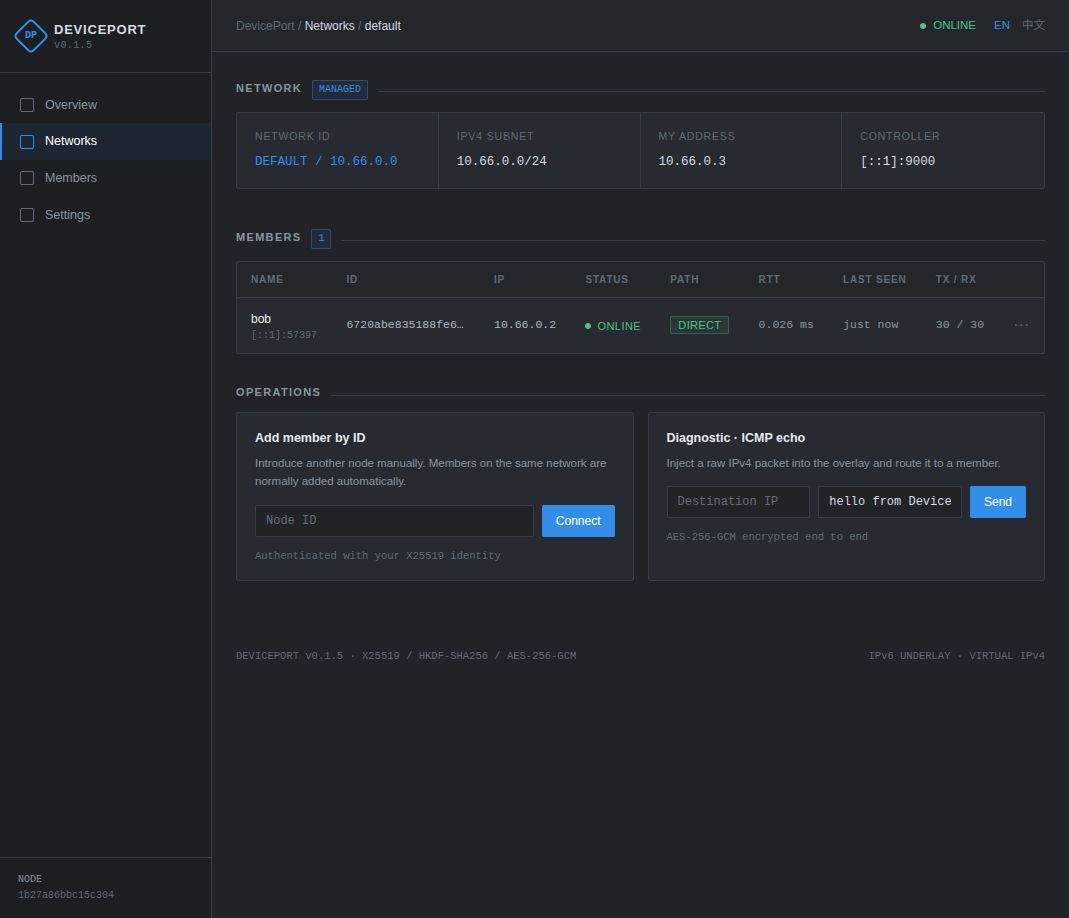 DP
DEVICEPORT
v0.1.5
DevicePort / Networks / default
ONLINE EN 中文
Overview
Networks
Members
Settings
NETWORK MANAGED
NETWORK ID IPV4 SUBNET MY ADDRESS CONTROLLER
DEFAULT / 10.66.0.0 10.66.0.0/24 10.66.0.3 [::1]:9000
MEMBERS 1
NAME ID IP STATUS PATH RTT LAST SEEN TX / RX
bob 6720abe835188fe6… 10.66.0.2 ONLINE DIRECT 0.026 ms just now 30 / 30 ···
[::1]:57397
OPERATIONS
Add member by ID
Introduce another node manually. Members on the same network are
normally added automatically.
Node ID Connect
Authenticated with your X25519 identity
Diagnostic · ICMP echo
Inject a raw IPv4 packet into the overlay and route it to a member.
Destination IP hello from Device Send
AES-256-GCM encrypted end to end
DEVICEPORT v0.1.5 · X25519 / HKDF-SHA256 / AES-256-GCM IPv6 UNDERLAY · VIRTUAL IPv4
NODE
1b27a86bbc15c304